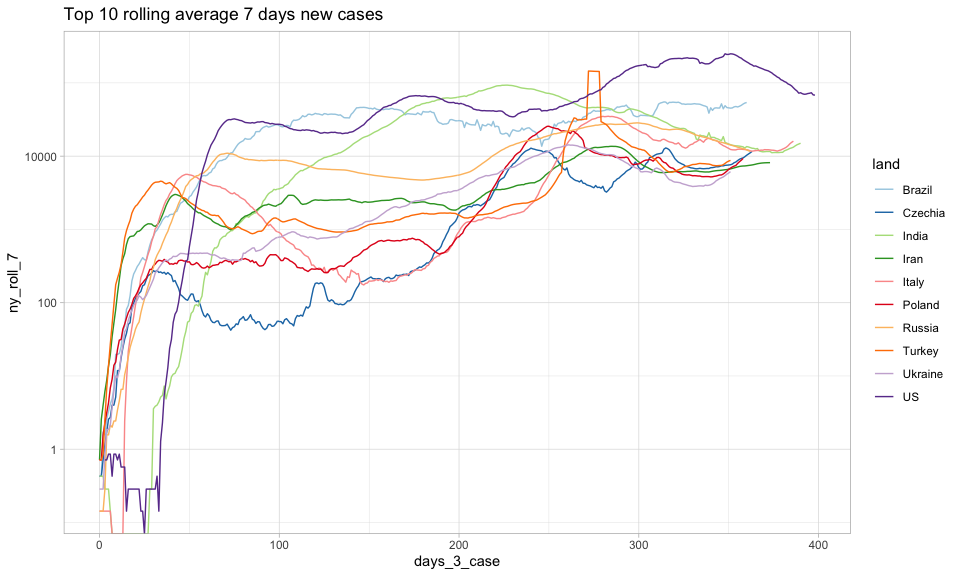 Top 10 rolling average 7 days new cases
ny_roll_7
10000
100
1
0
100
200
300
400
days_3_case
land
Brazil
Czechia
India
Iran
Italy
Poland
Russia
Turkey
Ukraine
US